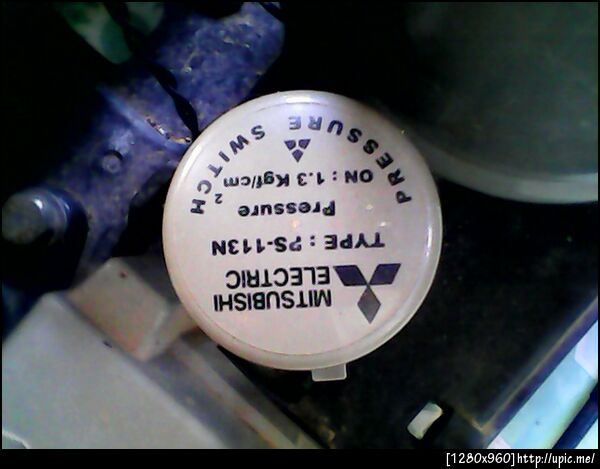 MITSUBISHI
ELECTRIC
TYPE : PS-113N
Pressure
ON : 1.3 Kgf/cm²
PRESSURE SWITCH
[1280x960]http://upic.me/